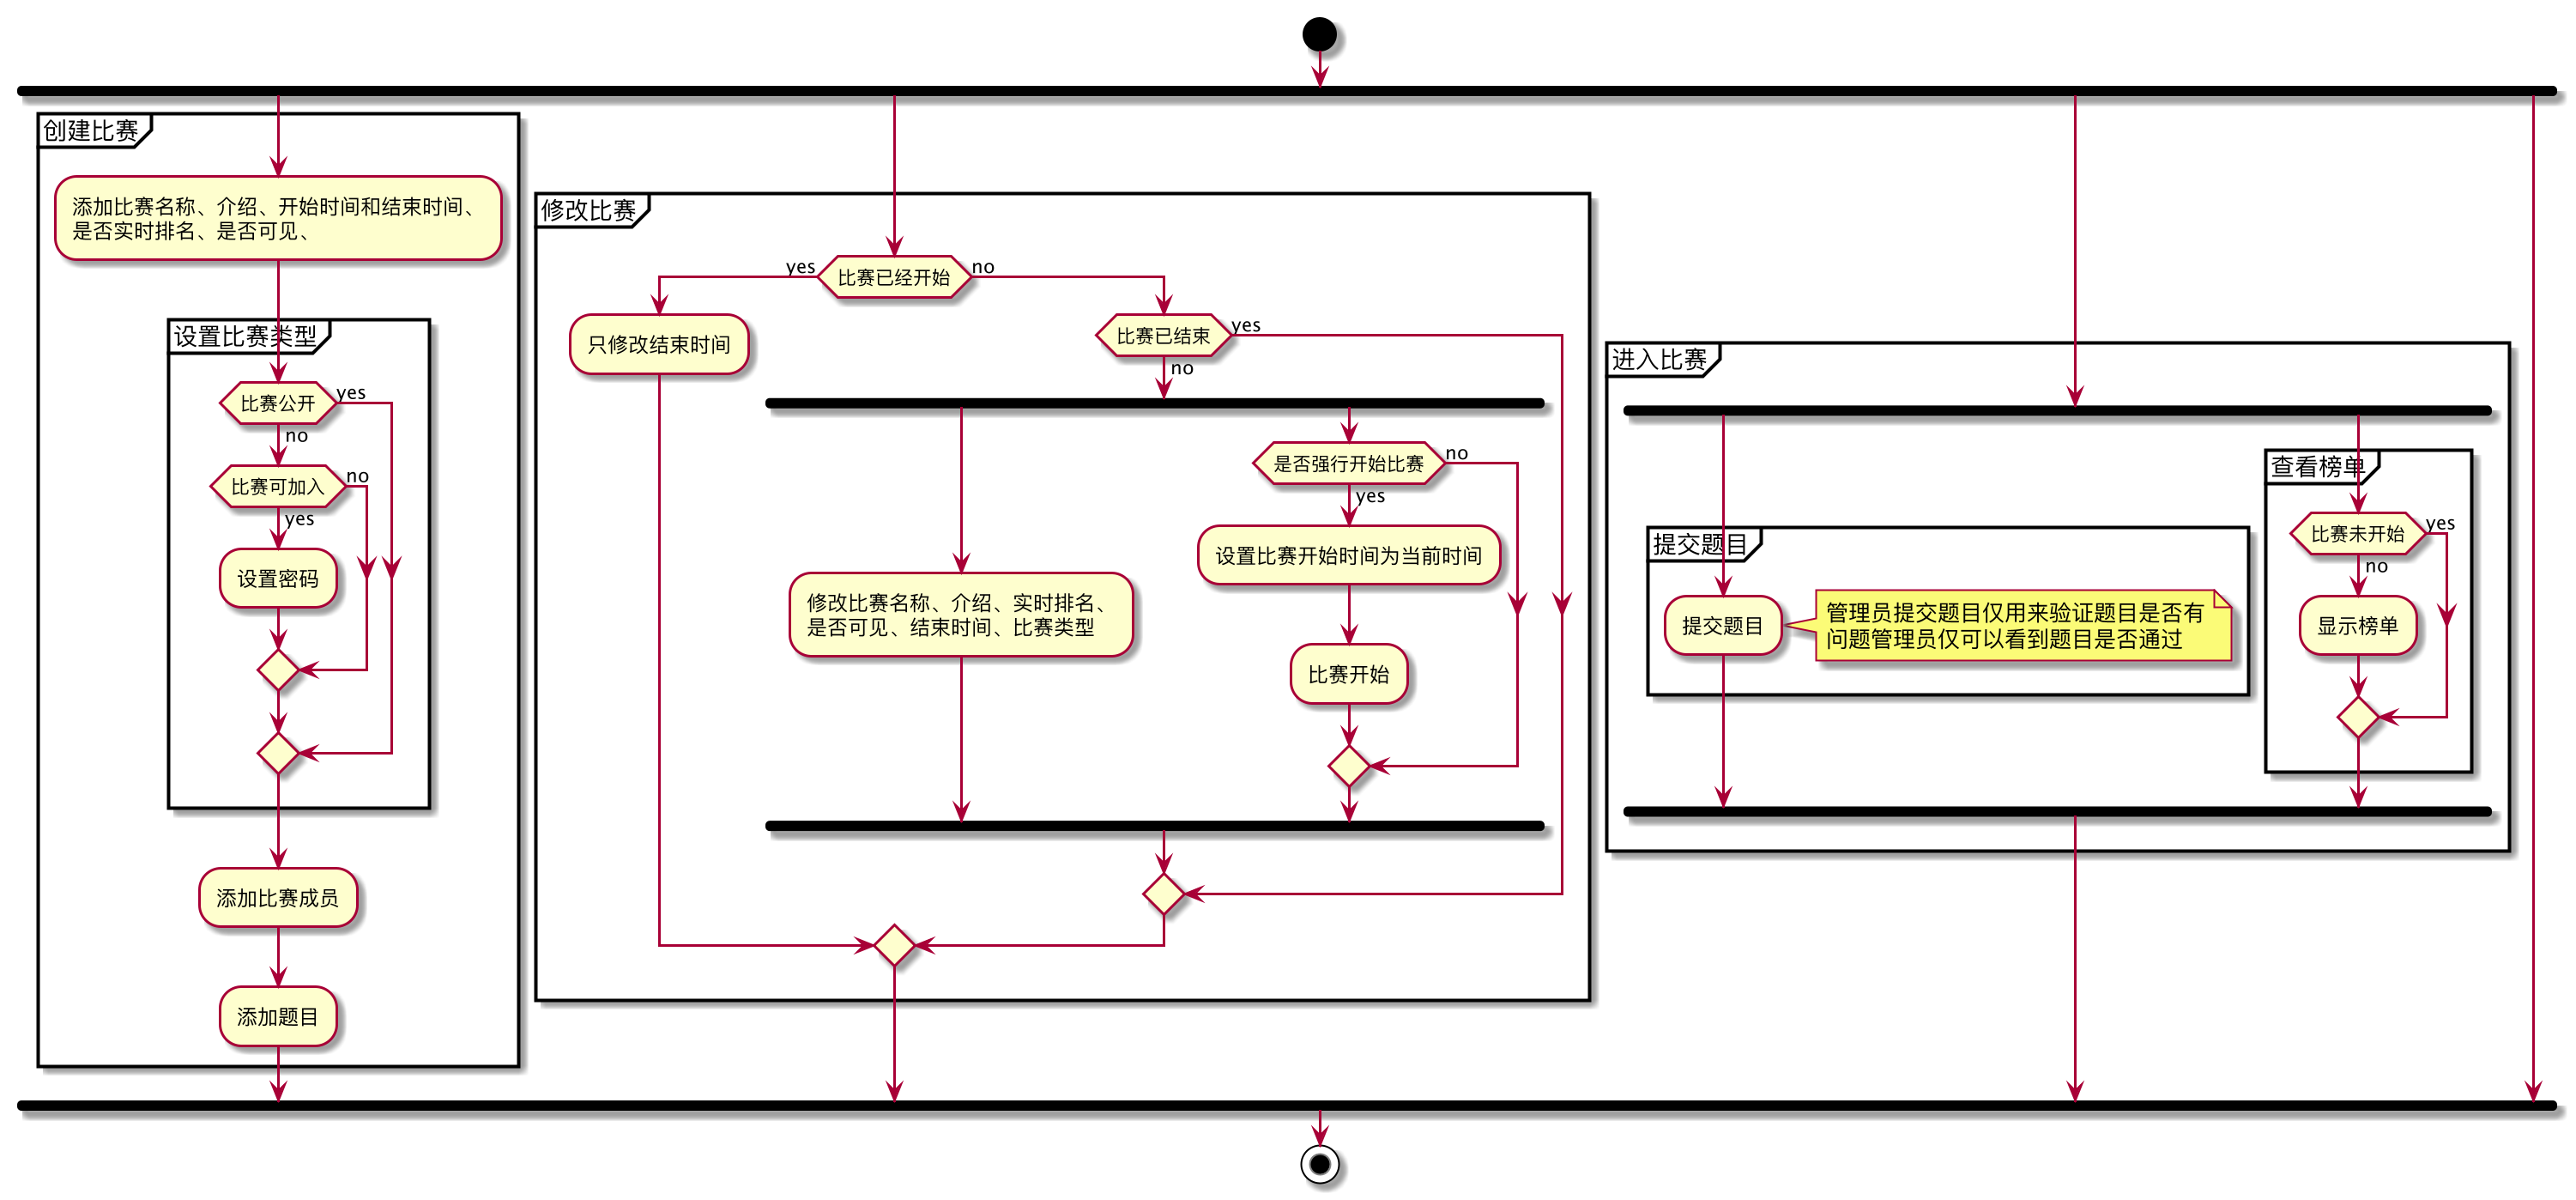 创建比赛
添加比赛名称、介绍、开始时间和结束时间、
是否实时排名、是否可见、
设置比赛类型
比赛公开
yes
no
比赛可加入
no
yes
设置密码
添加比赛成员
添加题目
修改比赛
比赛已经开始
yes
no
只修改结束时间
比赛已结束
yes
no
修改比赛名称、介绍、实时排名、
是否可见、结束时间、比赛类型
是否强行开始比赛
no
yes
设置比赛开始时间为当前时间
比赛开始
进入比赛
提交题目
提交题目
管理员提交题目仅用来验证题目是否有
问题管理员仅可以看到题目是否通过
查看榜单
比赛未开始
yes
no
显示榜单